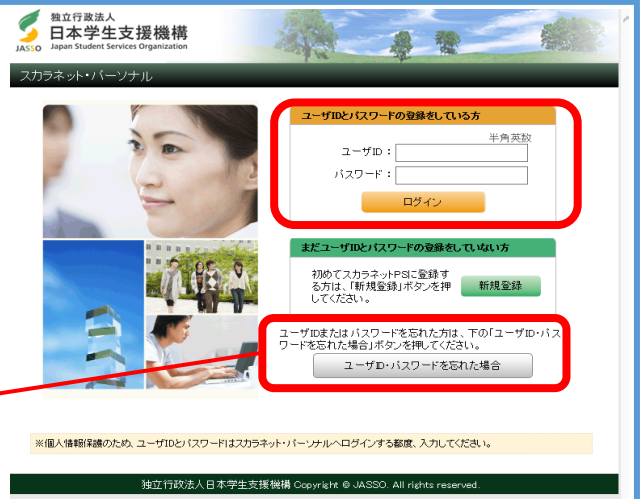 独立行政法人
日本学生支援機構
JASSO Japan Student Services Organization
スカラネット・パーソナル
ユーザIDとパスワードの登録をしている方
半角英数
ユーザID：
パスワード：
ログイン
まだユーザIDとパスワードの登録をしていない方
初めてスカラネットPSに登録す
る方は、「新規登録」ボタンを押
してください。
新規登録
ユーザIDまたはパスワードを忘れた方は、下の「ユーザID・パス
ワードを忘れた場合」ボタンを押してください。
ユーザID・パスワードを忘れた場合
※個人情報保護のため、ユーザIDとパスワードはスカラネット・パーソナルへログインする都度、入力してください。
独立行政法人日本学生支援機構 Copyright © JASSO. All rights reserved.